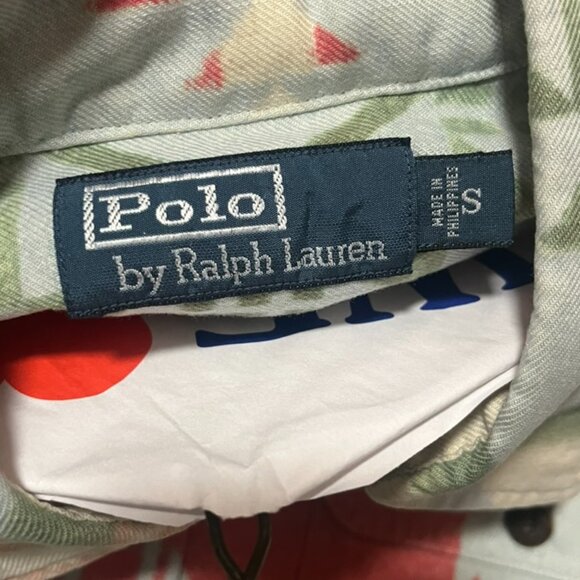 Polo
by Ralph Lauren
MADE IN
PHILIPPINES
S